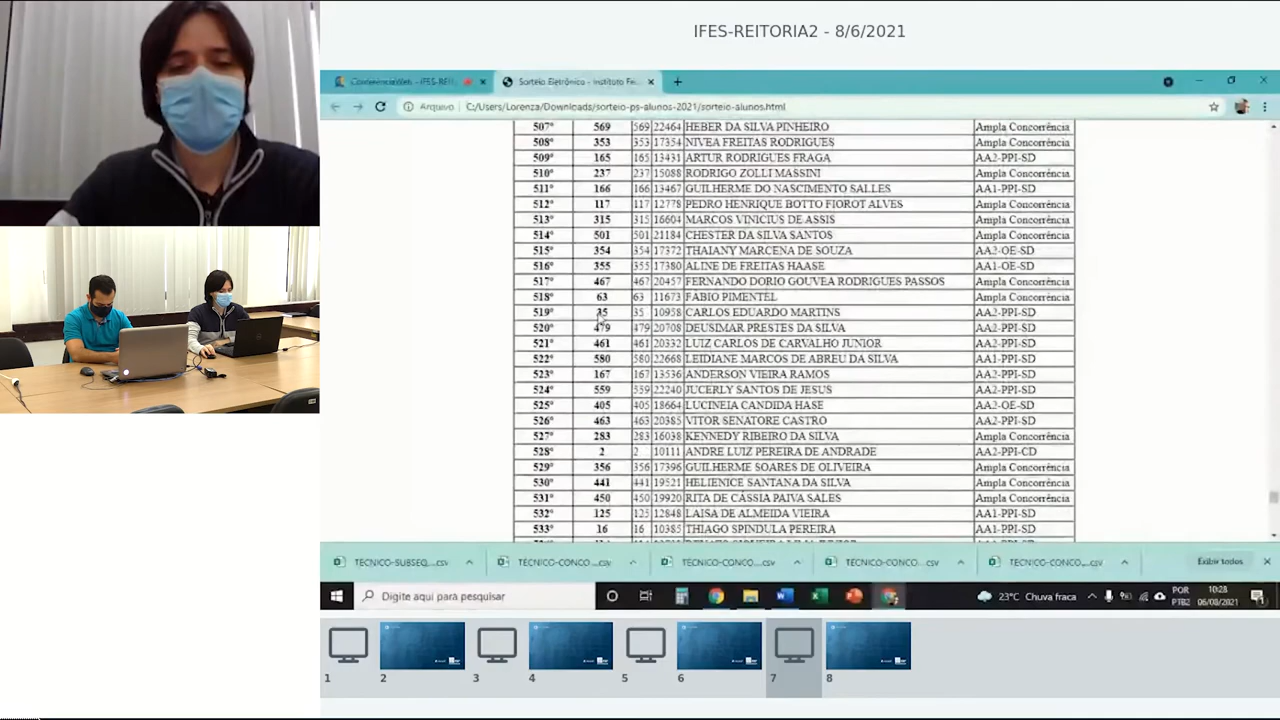 IFES-REITORIA2 - 8/6/2021
ConferênciaWeb - IFES-REI
Sorteio Eletrônico - Instituto Fe...
Arquivo C:/Users/Lorenza/Downloads/sorteio-ps-alunos-2021/sorteio-alunos.html
507º 569 569 22464 HEBER DA SILVA PINHEIRO Ampla Concorrência
508º 353 353 17354 NIVEA FREITAS RODRIGUES Ampla Concorrência
509º 165 165 13431 ARTUR RODRIGUES FRAGA AA2-PPI-SD
510º 237 237 15088 RODRIGO ZOLLI MASSINI Ampla Concorrência
511º 166 166 13467 GUILHERME DO NASCIMENTO SALLES AA1-PPI-SD
512º 117 117 12778 PEDRO HENRIQUE BOTTO FIOROT ALVES Ampla Concorrência
513º 315 315 16604 MARCOS VINICIUS DE ASSIS Ampla Concorrência
514º 501 501 21184 CHESTER DA SILVA SANTOS Ampla Concorrência
515º 354 354 17372 THAIANY MARCENA DE SOUZA AA2-OE-SD
516º 355 355 17380 ALINE DE FREITAS HAASE AA1-OE-SD
517º 467 467 20457 FERNANDO DORIO GOUVEA RODRIGUES PASSOS Ampla Concorrência
518º 63 63 11673 FABIO PIMENTEL Ampla Concorrência
519º 35 35 10958 CARLOS EDUARDO MARTINS AA2-PPI-SD
520º 479 479 20708 DEUSIMAR PRESTES DA SILVA AA2-PPI-SD
521º 461 461 20332 LUIZ CARLOS DE CARVALHO JUNIOR AA2-PPI-SD
522º 580 580 22668 LEIDIANE MARCOS DE ABREU DA SILVA AA1-PPI-SD
523º 167 167 13536 ANDERSON VIEIRA RAMOS AA2-PPI-SD
524º 559 559 22240 JUCERLY SANTOS DE JESUS AA2-PPI-SD
525º 405 405 18664 LUCINEIA CANDIDA HASE AA2-OE-SD
526º 463 463 20385 VITOR SENATORE CASTRO AA2-PPI-SD
527º 283 283 16038 KENNEDY RIBEIRO DA SILVA Ampla Concorrência
528º 2 2 10111 ANDRE LUIZ PEREIRA DE ANDRADE AA2-PPI-CD
529º 356 356 17396 GUILHERME SOARES DE OLIVEIRA Ampla Concorrência
530º 441 441 19521 HELIENICE SANTANA DA SILVA Ampla Concorrência
531º 450 450 19920 RITA DE CÁSSIA PAIVA SALES Ampla Concorrência
532º 125 125 12848 LAISA DE ALMEIDA VIEIRA AA1-PPI-SD
533º 16 16 10385 THIAGO SPINDULA PEREIRA AA1-PPI-SD
TÉCNICO-SUBSEQ....csv TÉCNICO-CONCO....csv TÉCNICO-CONCO....csv TÉCNICO-CONCO....csv TÉCNICO-CONCO....csv Exibir todos
Digite aqui para pesquisar
23°C Chuva fraca
POR
PTB2
10:28
06/08/2021
1 2 3 4 5 6 7 8